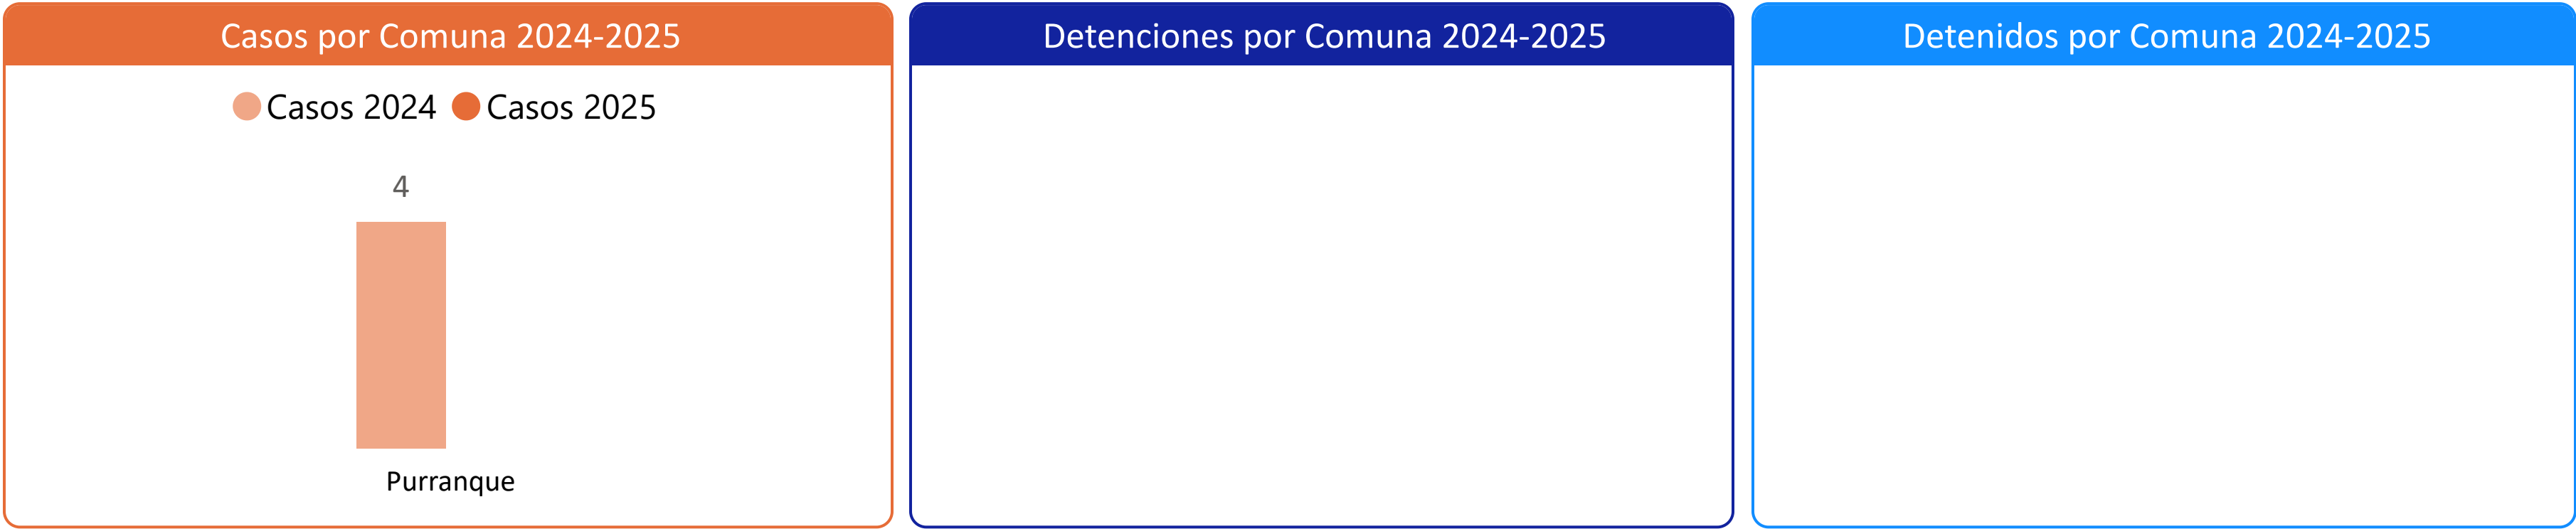 Casos por Comuna 2024-2025
Casos 2024 Casos 2025
4
Purranque
Detenciones por Comuna 2024-2025
Detenidos por Comuna 2024-2025